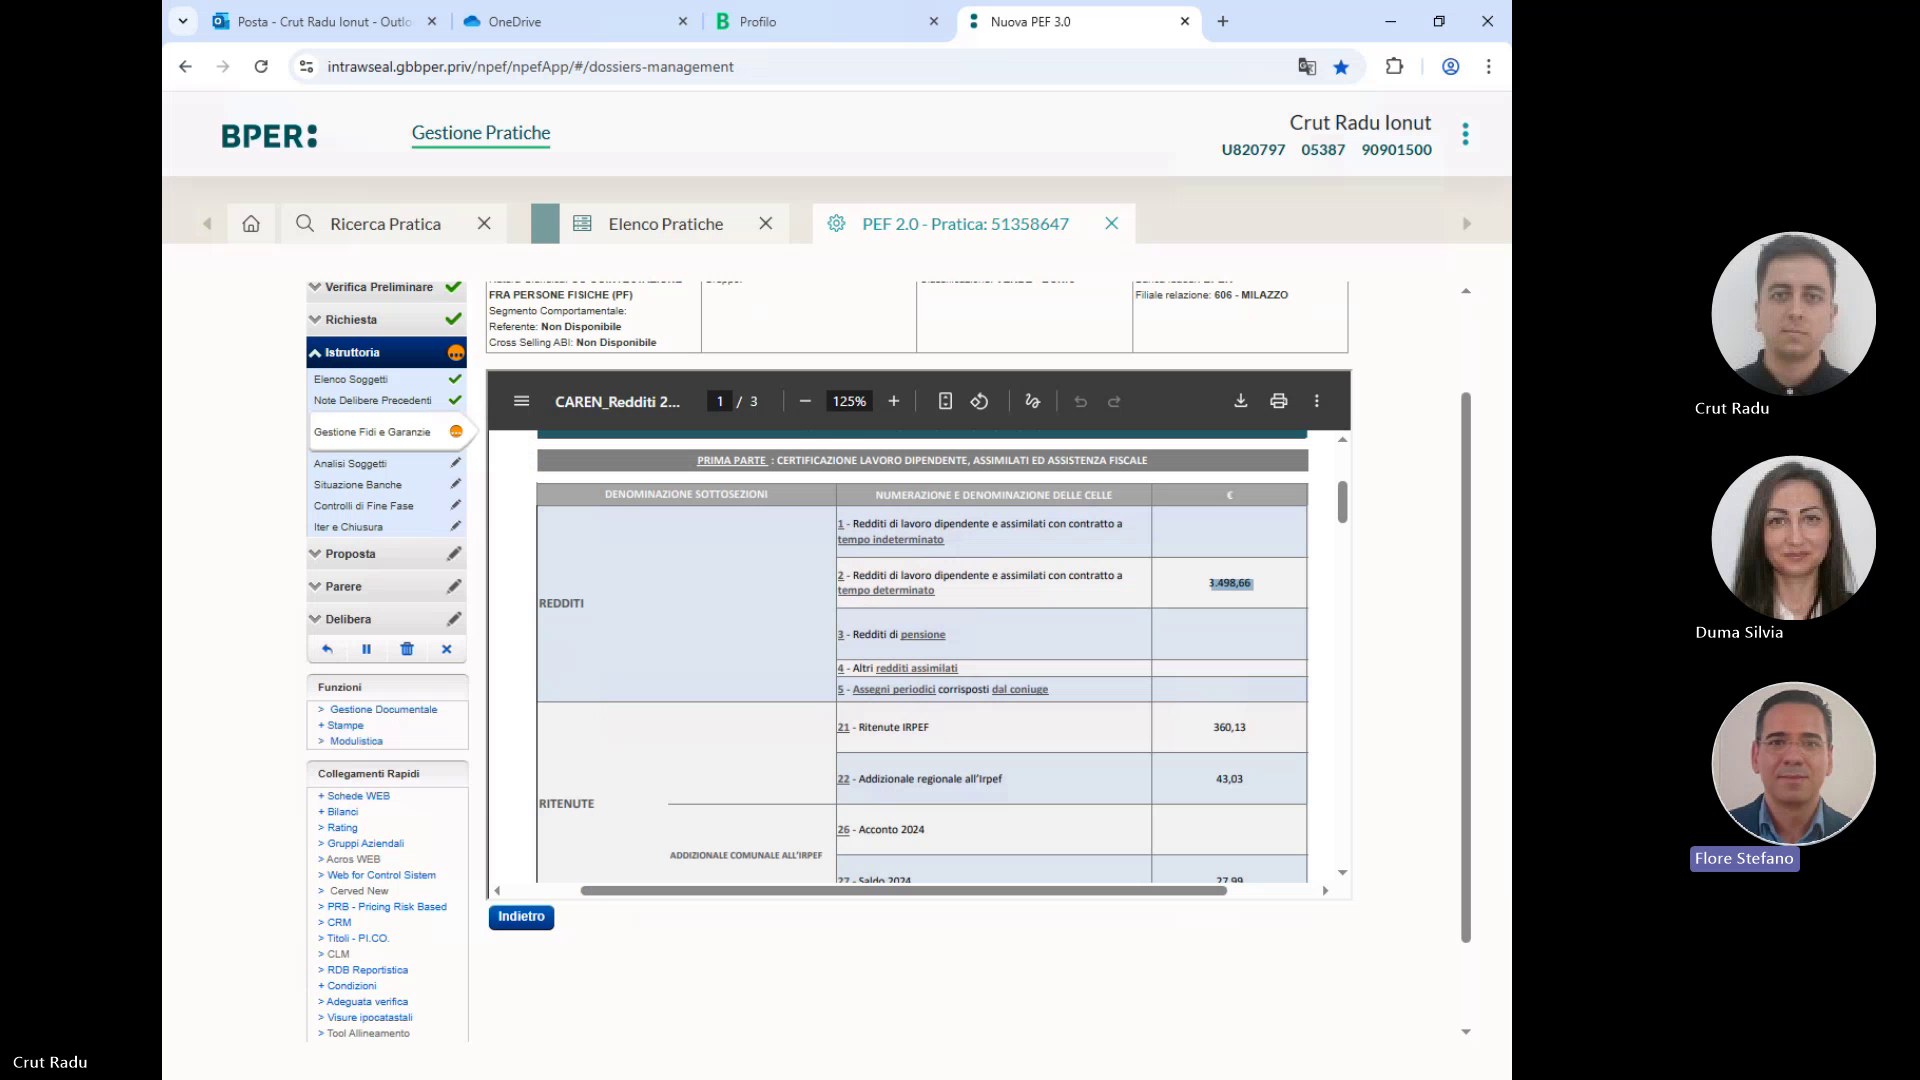 Posta - Crut Radu Ionut - Outlo
OneDrive
Profilo
Nuova PEF 3.0
intrawseal.gbbper.priv/npef/npefApp/#/dossiers-management
BPER:
Gestione Pratiche
Crut Radu Ionut
U820797 05387 90901500
Ricerca Pratica
Elenco Pratiche
PEF 2.0 - Pratica: 51358647
Verifica Preliminare
Richiesta
Istruttoria
Elenco Soggetti
Note Delibere Precedenti
Gestione Fidi e Garanzie
Analisi Soggetti
Situazione Banche
Controlli di Fine Fase
Iter e Chiusura
Proposta
Parere
Delibera
Funzioni
> Gestione Documentale
+ Stampe
> Modulistica
Collegamenti Rapidi
+ Schede WEB
+ Bilanci
> Rating
> Gruppi Aziendali
> Acros WEB
> Web for Control Sistem
> Cerved New
> PRB - Pricing Risk Based
> CRM
> Titoli - PI.CO.
> CLM
> RDB Reportistica
+ Condizioni
> Adeguata verifica
> Visure ipocatastali
> Tool Allineamento
FRA PERSONE FISICHE (PF)
Segmento Comportamentale:
Referente: Non Disponibile
Cross Selling ABI: Non Disponibile
Filiale relazione: 606 - MILAZZO
CAREN_Redditi 2...
1 / 3
125%
PRIMA PARTE : CERTIFICAZIONE LAVORO DIPENDENTE, ASSIMILATI ED ASSISTENZA FISCALE
DENOMINAZIONE SOTTOSEZIONI
NUMERAZIONE E DENOMINAZIONE DELLE CELLE
€
REDDITI
1 - Redditi di lavoro dipendente e assimilati con contratto a
tempo indeterminato
2 - Redditi di lavoro dipendente e assimilati con contratto a
tempo determinato
3.498,66
3 - Redditi di pensione
4 - Altri redditi assimilati
5 - Assegni periodici corrisposti dal coniuge
RITENUTE
21 - Ritenute IRPEF
360,13
22 - Addizionale regionale all'Irpef
43,03
ADDIZIONALE COMUNALE ALL'IRPEF
26 - Acconto 2024
27 - Saldo 2024
27,99
Indietro
Crut Radu
Duma Silvia
Flore Stefano
Crut Radu